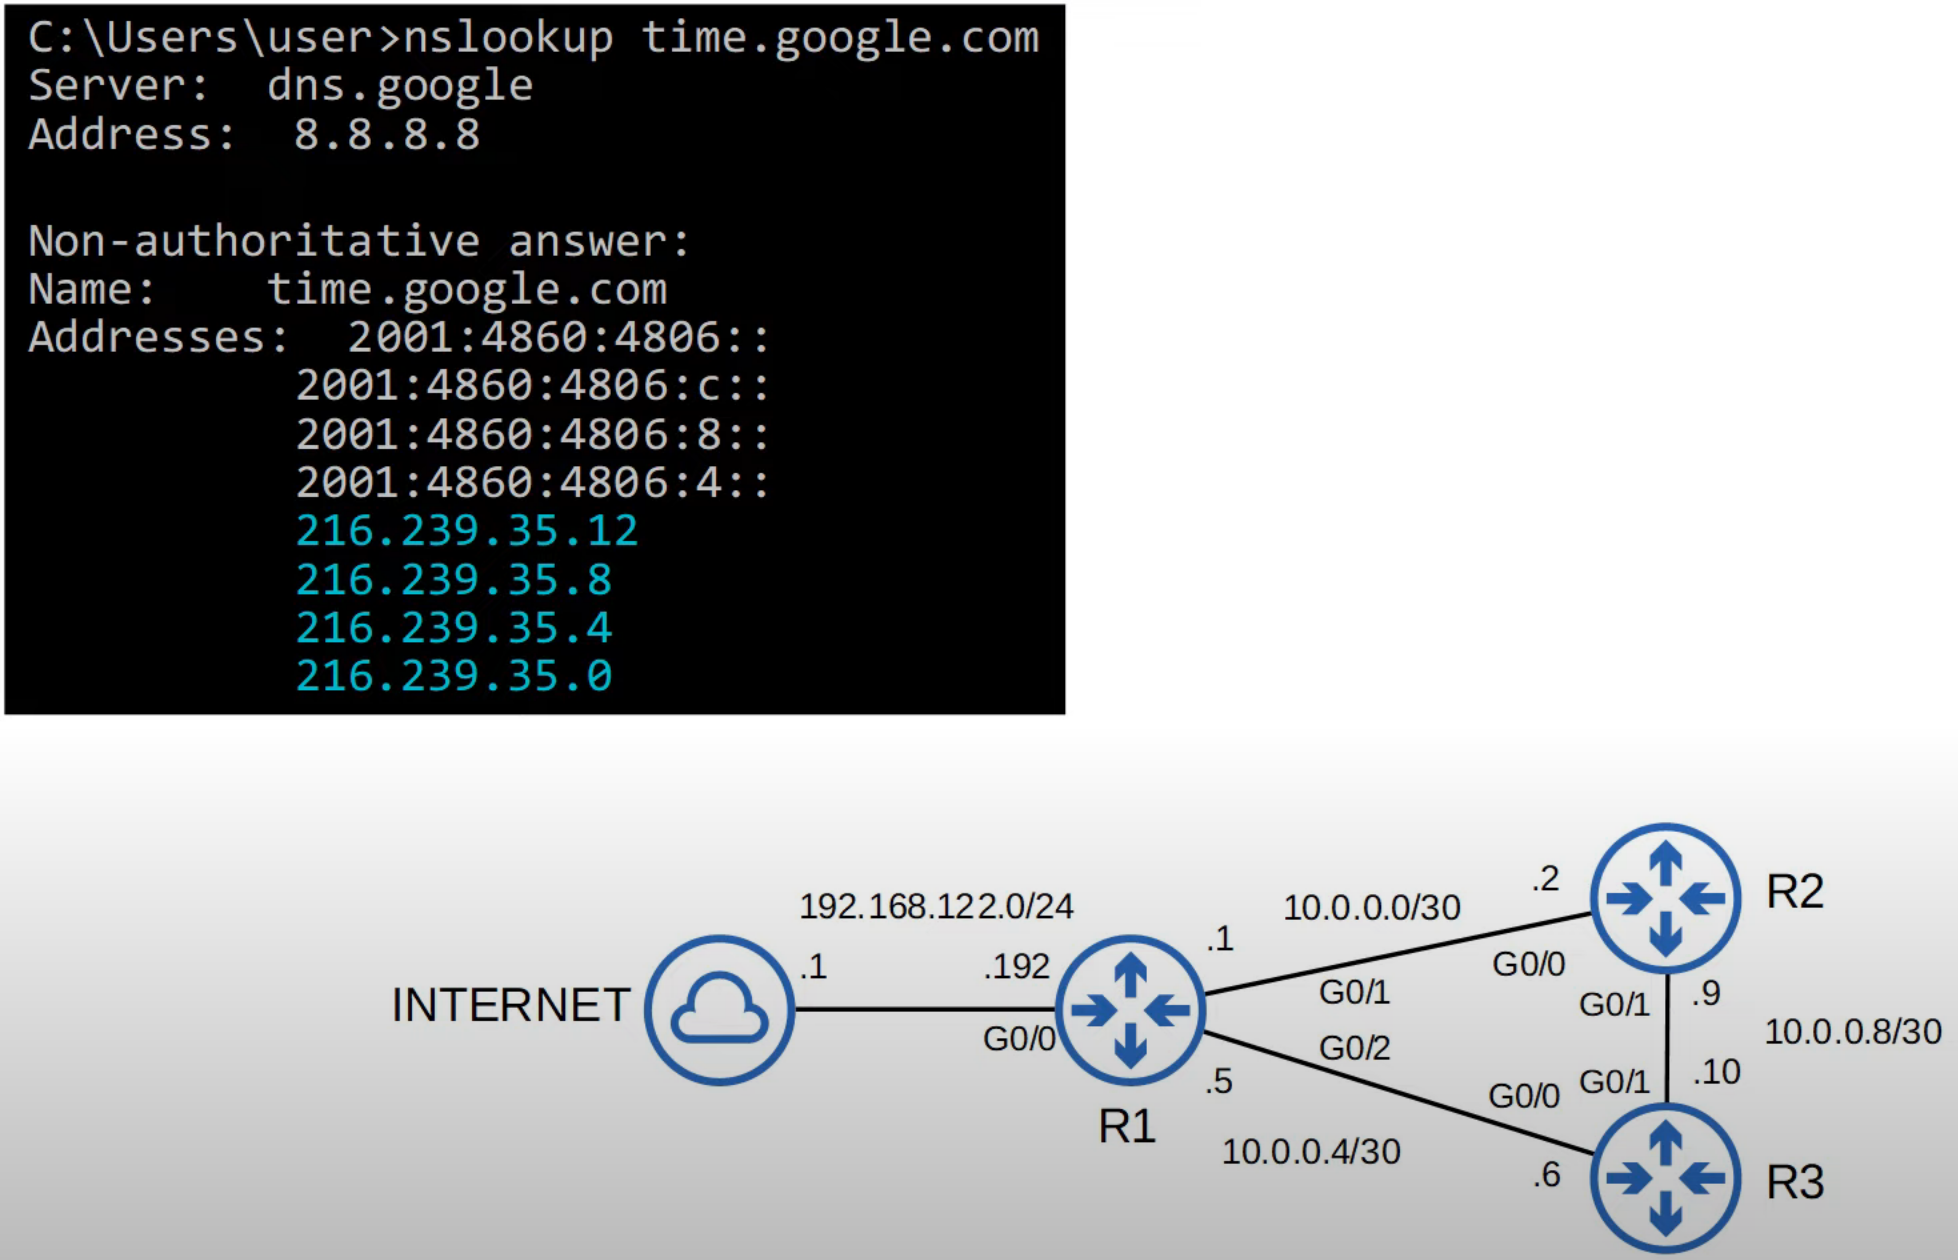 C:\Users\user>nslookup time.google.com
Server:  dns.google
Address:  8.8.8.8
Non-authoritative answer:
Name:    time.google.com
Addresses:  2001:4860:4806::
2001:4860:4806:c::
2001:4860:4806:8::
2001:4860:4806:4::
216.239.35.12
216.239.35.8
216.239.35.4
216.239.35.0
INTERNET
192.168.122.0/24
.1
.192
G0/0
R1
.1
10.0.0.0/30
.2
G0/1
G0/0
R2
G0/1
.9
10.0.0.8/30
G0/2
.5
10.0.0.4/30
G0/0
G0/1
.10
.6
R3